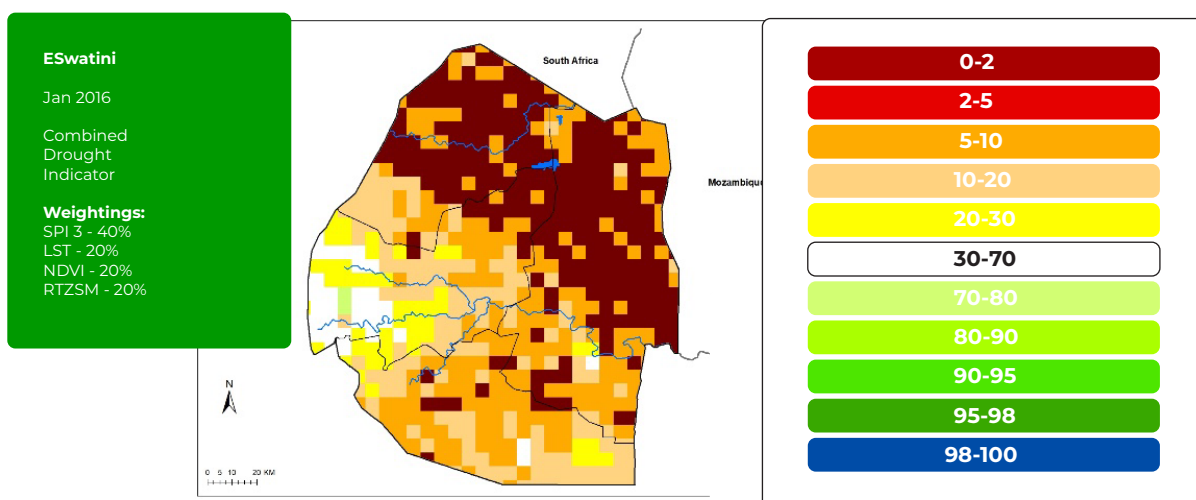 ESwatini
Jan 2016
Combined
Drought
Indicator
Weightings:
SPI 3 - 40%
LST - 20%
NDVI - 20%
RTZSM - 20%
South Africa
Mozambique
N
0 5 10 20 KM
0-2
2-5
5-10
10-20
20-30
30-70
70-80
80-90
90-95
95-98
98-100